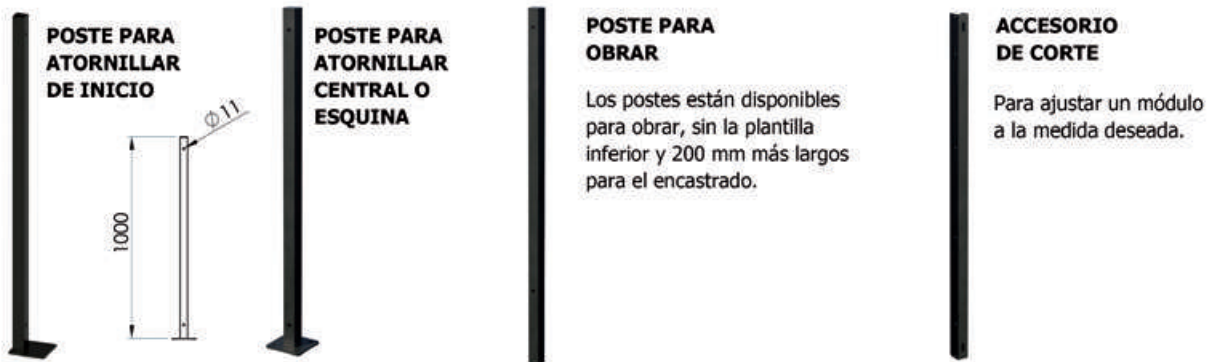 POSTE PARA
ATORNILLAR
DE INICIO
Ø 11
1000
POSTE PARA
ATORNILLAR
CENTRAL O
ESQUINA
POSTE PARA
OBRAR
Los postes están disponibles
para obrar, sin la plantilla
inferior y 200 mm más largos
para el encastrado.
ACCESORIO
DE CORTE
Para ajustar un módulo
a la medida deseada.